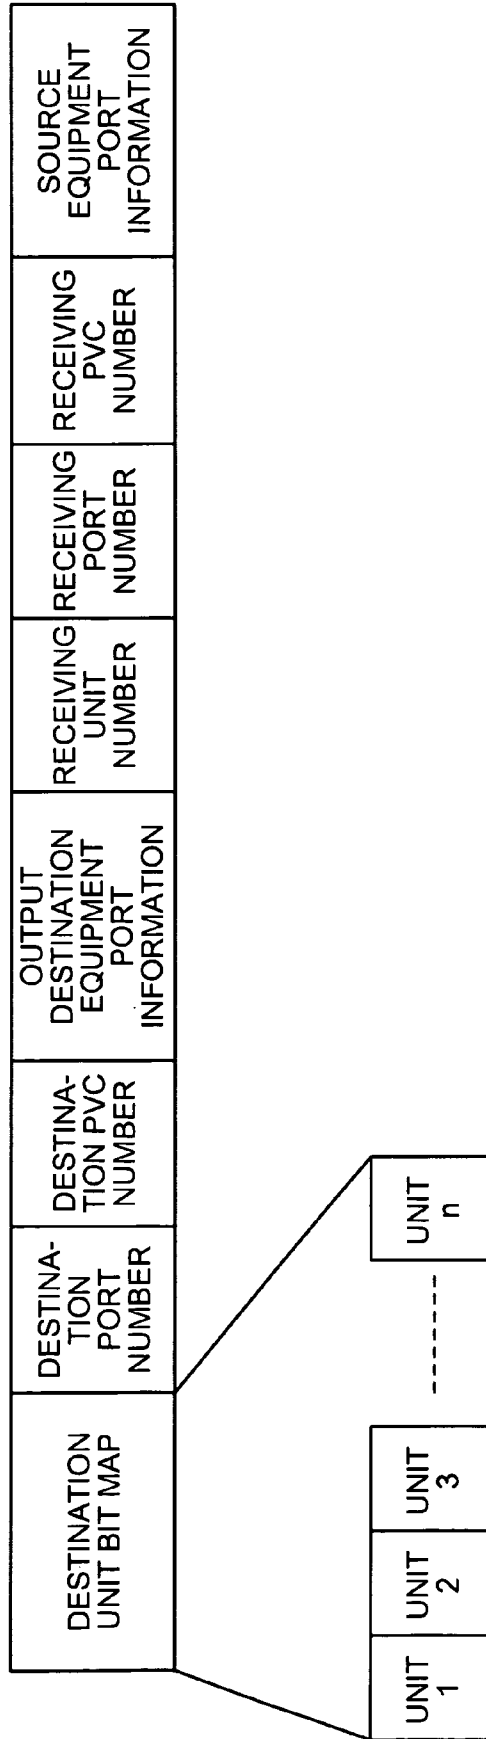 DESTINATION
UNIT BIT MAP
DESTINA-
TION
PORT
NUMBER
DESTINA-
TION PVC
NUMBER
OUTPUT
DESTINATION
EQUIPMENT
PORT
INFORMATION
RECEIVING
UNIT
NUMBER
RECEIVING
PORT
NUMBER
RECEIVING
PVC
NUMBER
SOURCE
EQUIPMENT
PORT
INFORMATION
UNIT
1
UNIT
2
UNIT
3
UNIT
n